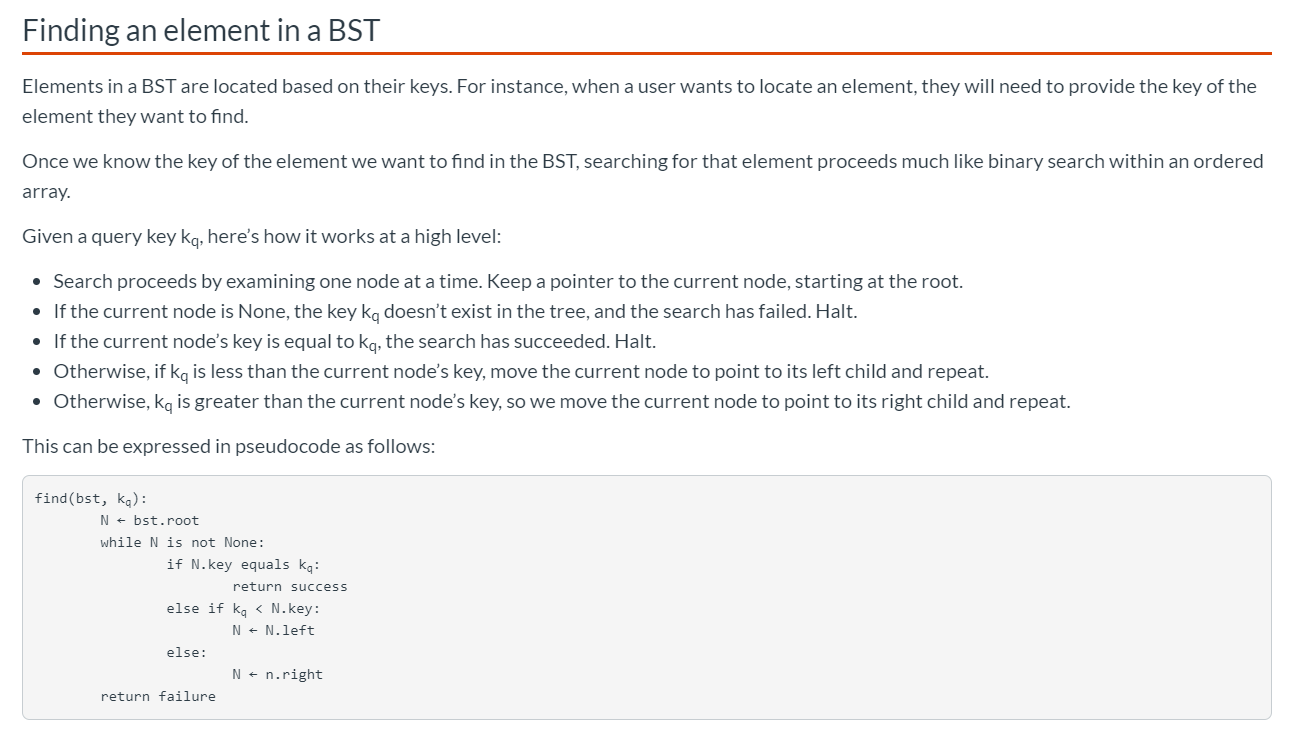 Finding an element in a BST
Elements in a BST are located based on their keys. For instance, when a user wants to locate an element, they will need to provide the key of the
element they want to find.
Once we know the key of the element we want to find in the BST, searching for that element proceeds much like binary search within an ordered
array.
Given a query key kq, here’s how it works at a high level:
• Search proceeds by examining one node at a time. Keep a pointer to the current node, starting at the root.
• If the current node is None, the key kq doesn’t exist in the tree, and the search has failed. Halt.
• If the current node’s key is equal to kq, the search has succeeded. Halt.
• Otherwise, if kq is less than the current node’s key, move the current node to point to its left child and repeat.
• Otherwise, kq is greater than the current node’s key, so we move the current node to point to its right child and repeat.
This can be expressed in pseudocode as follows:
find(bst, kq):
        N ← bst.root
        while N is not None:
                if N.key equals kq:
                        return success
                else if kq < N.key:
                        N ← N.left
                else:
                        N ← n.right
        return failure